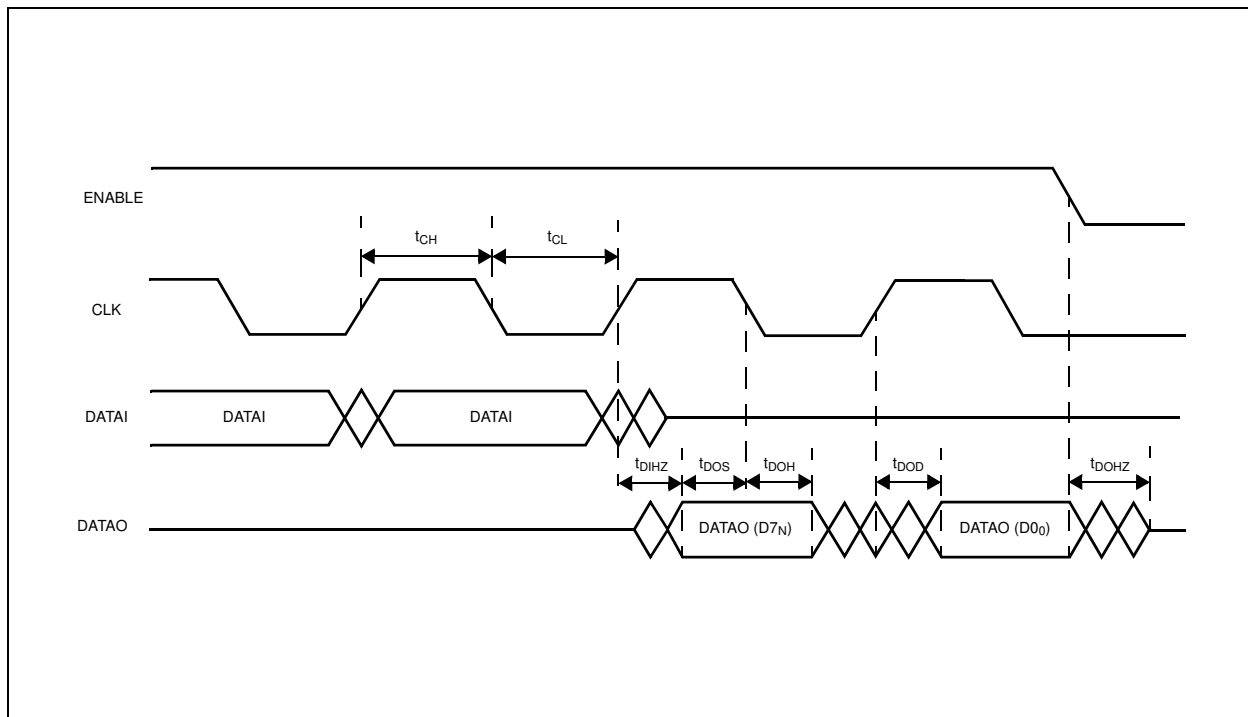 ENABLE
tCH
tCL
CLK
DATAI
DATAI
DATAI
tDIHZ
tDOS
tDOH
tDOD
tDOHZ
DATAO
DATAO (D7N)
DATAO (D00)